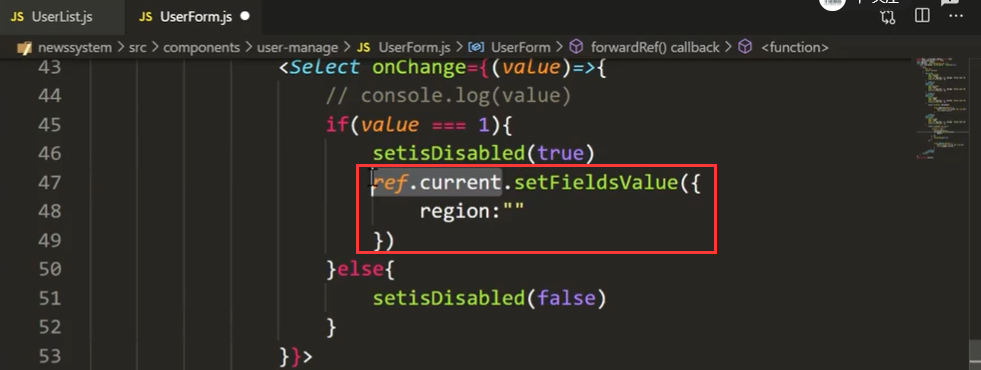 JS UserList.js JS UserForm.js
newssystem > src > components > user-manage > JS UserForm.js > UserForm > forwardRef() callback > <function>
43 <Select onChange={(value)=>{
44 // console.log(value)
45 if(value === 1){
46 setisDisabled(true)
47 ref.current.setFieldsValue({
48 region:""
49 })
50 }else{
51 setisDisabled(false)
52 }
53 }}>